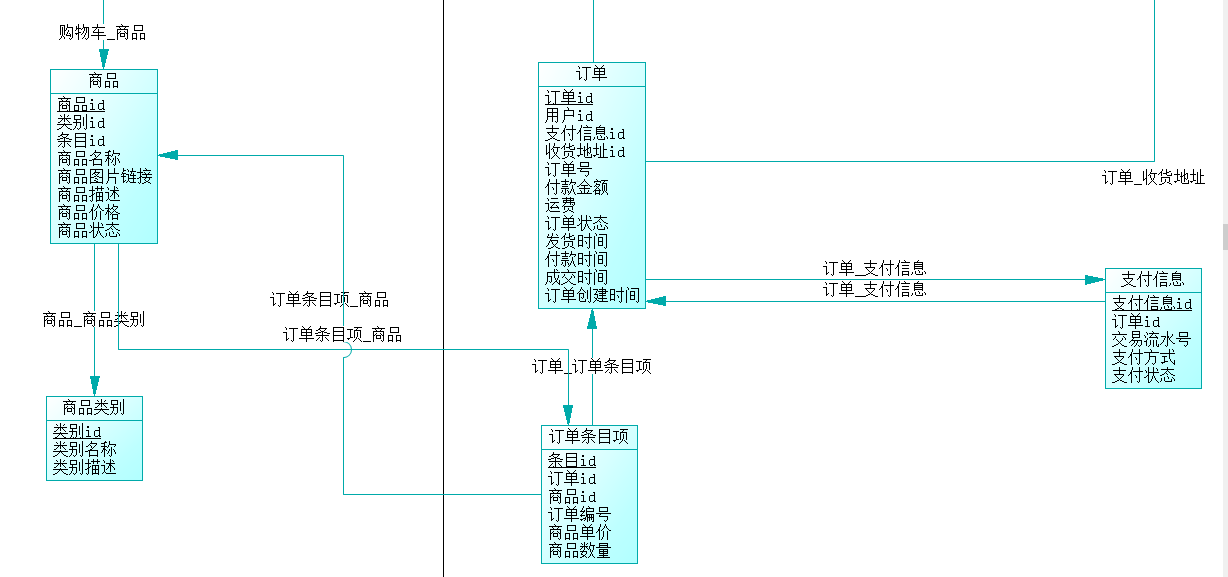 购物车_商品
商品
商品id
类别id
条目id
商品名称
商品图片链接
商品描述
商品价格
商品状态
订单
订单id
用户id
支付信息id
收货地址id
订单号
付款金额
运费
订单状态
发货时间
付款时间
成交时间
订单创建时间
订单_收货地址
订单_支付信息
订单_支付信息
支付信息
支付信息id
订单id
交易流水号
支付方式
支付状态
订单条目项_商品
商品_商品类别
订单条目项_商品
订单_订单条目项
商品类别
类别id
类别名称
类别描述
订单条目项
条目id
订单id
商品id
订单编号
商品单价
商品数量